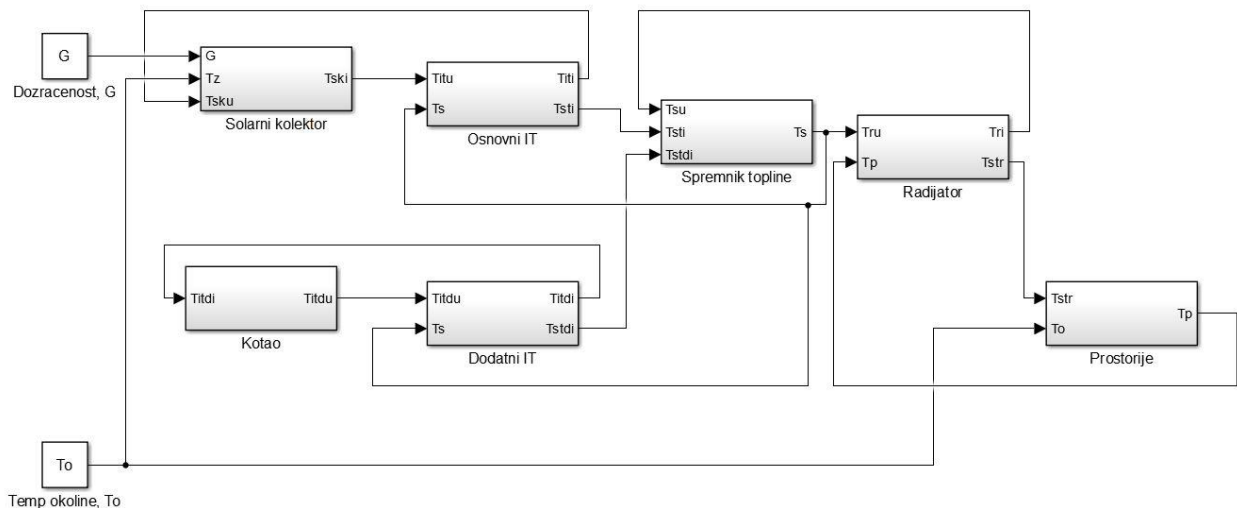 G
Dozracenost, G
G
Tz
Tsku
Tski
Solarni kolektor
Titu
Ts
Titi
Tsti
Osnovni IT
Tsu
Tsti
Tstdi
Ts
Spremnik topline
Tru
Tp
Tri
Tstr
Radijator
Titdi
Titdu
Kotao
Titdu
Ts
Titdi
Tstdi
Dodatni IT
Tstr
To
Tp
Prostorije
To
Temp okoline, To